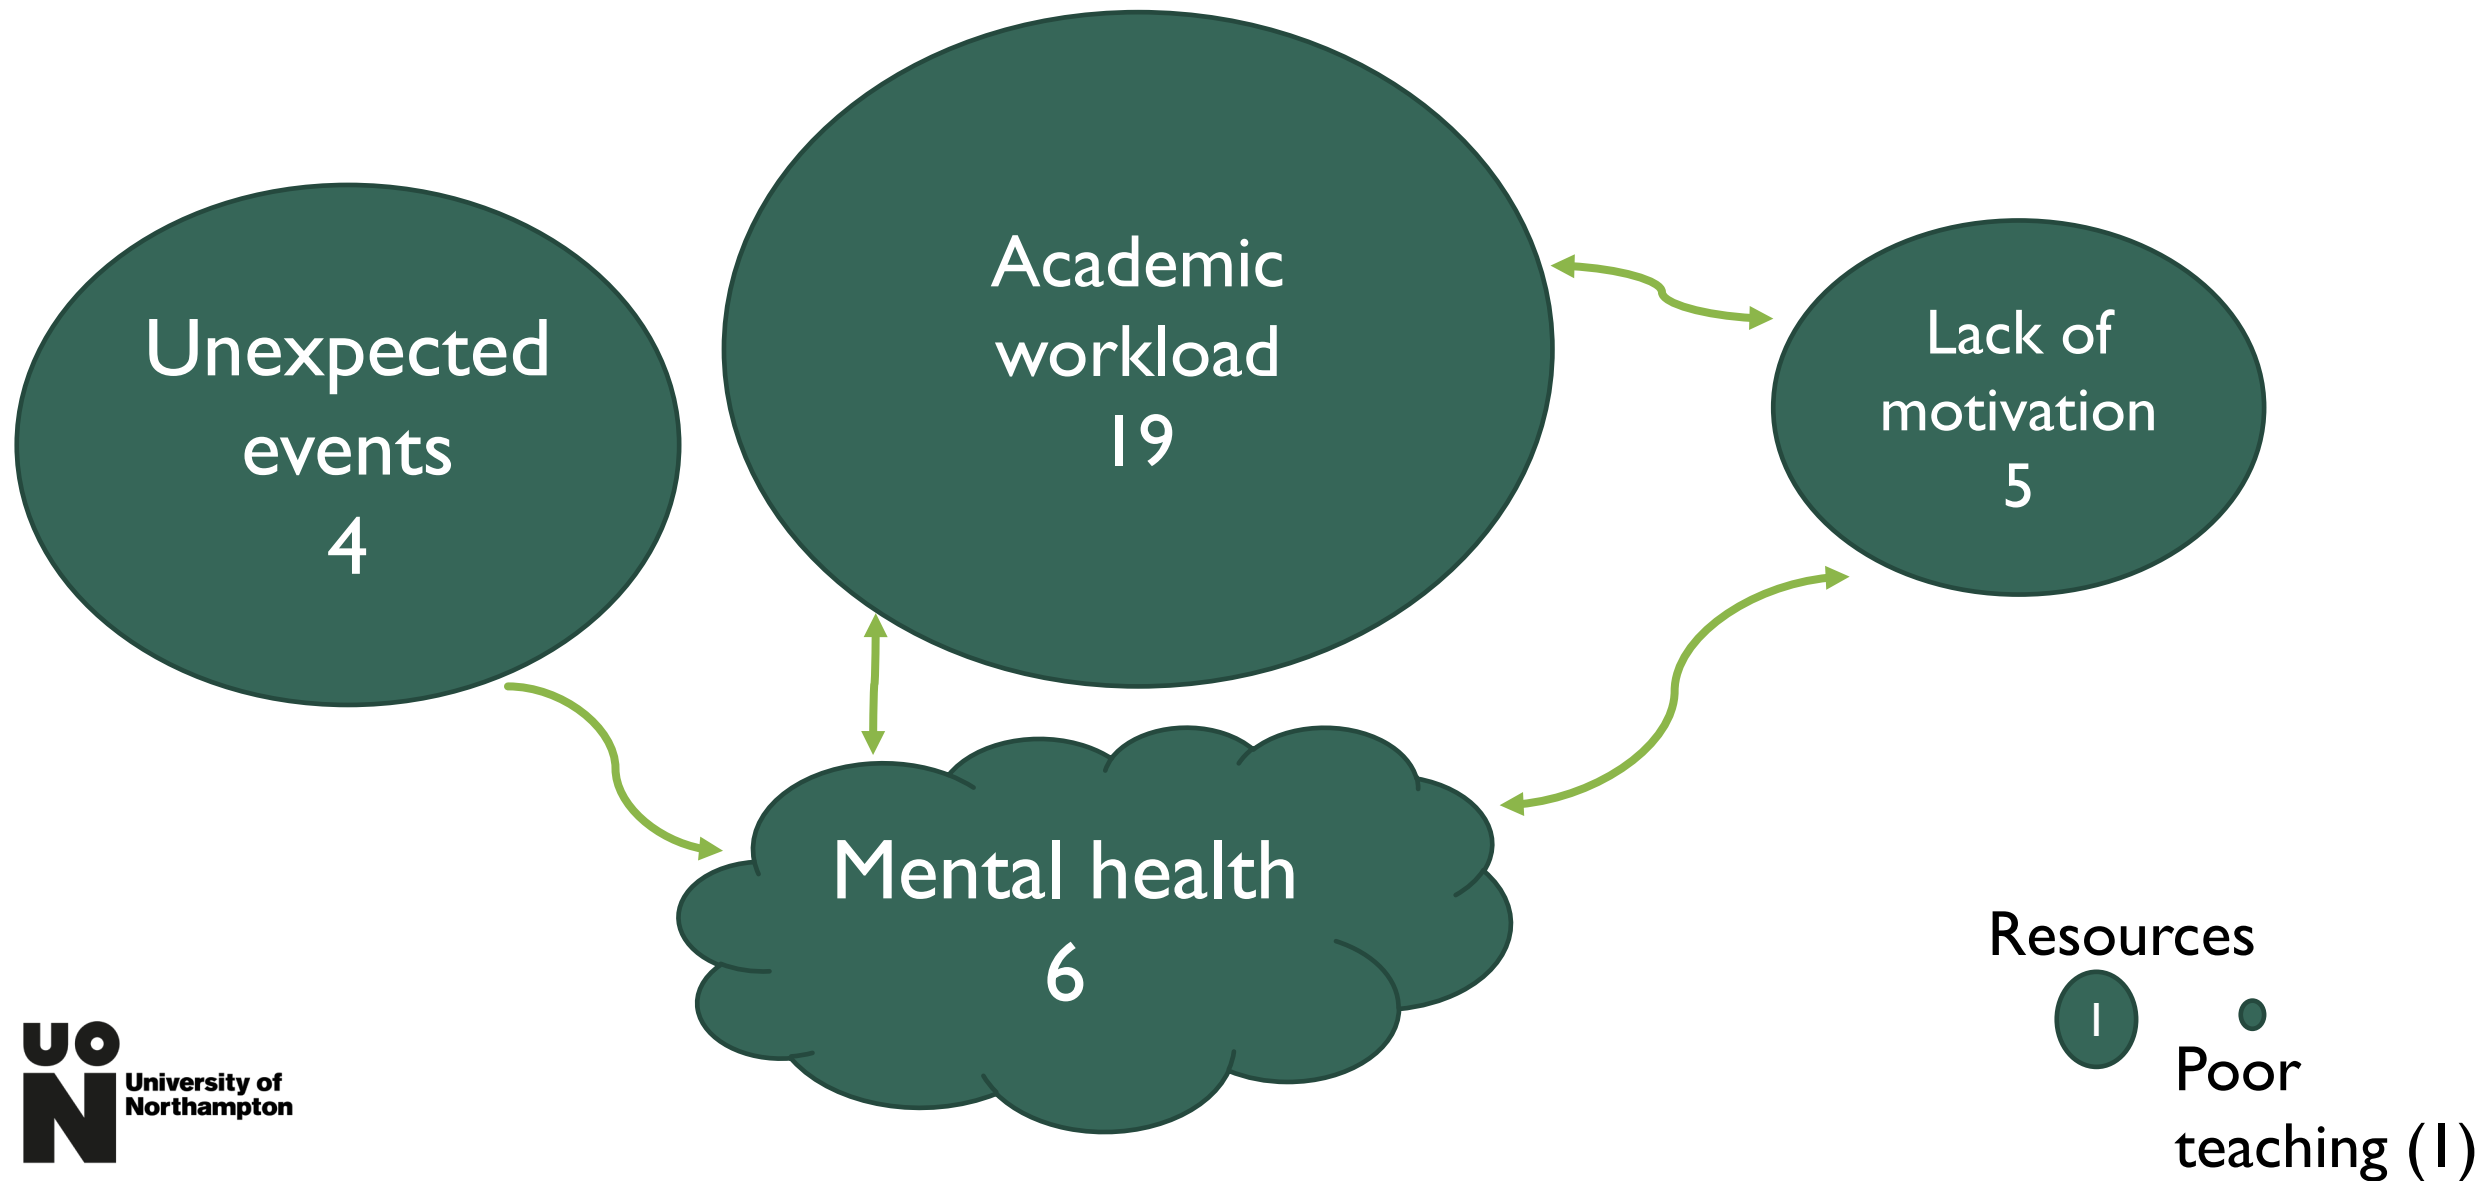 Unexpected
events
4
Academic
workload
19
Lack of
motivation
5
Mental health
6
Resources
1
Poor
teaching (1)
UON
University of
Northampton